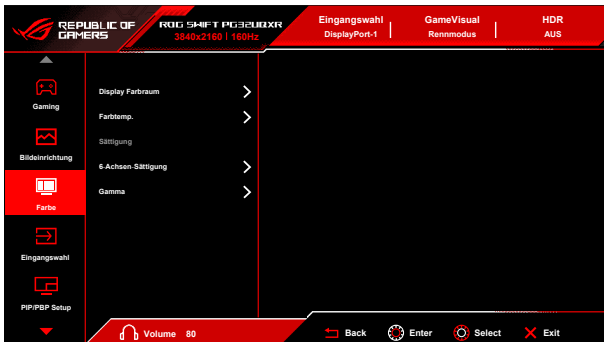 REPUBLIC OF
GAMERS
ROG SWIFT PG32UQXR
3840x2160 | 160Hz
Eingangswahl
DisplayPort-1
GameVisual
Rennmodus
HDR
AUS
Gaming
Bildeinrichtung
Farbe
Eingangswahl
PIP/PBP Setup
Display Farbraum
Farbtemp.
Sättigung
6-Achsen-Sättigung
Gamma
Volume 80
Back
Enter
Select
Exit